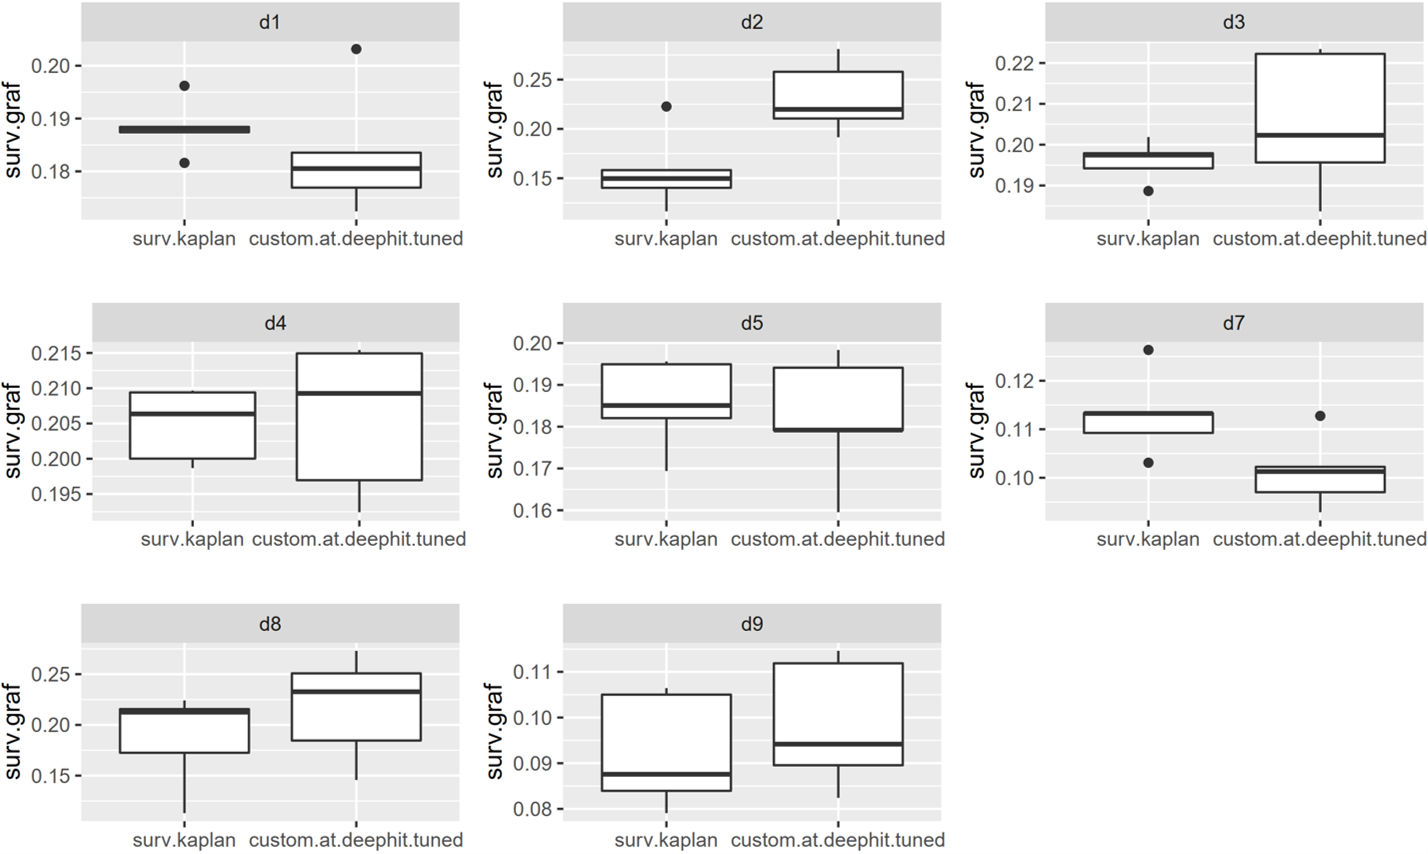 d1
d2
d3
surv.graf
0.20
0.19
0.18
surv.kaplan custom.at.deephit.tuned
surv.graf
0.25
0.20
0.15
surv.kaplan custom.at.deephit.tuned
surv.graf
0.22
0.21
0.20
0.19
surv.kaplan custom.at.deephit.tuned
d4
d5
d7
surv.graf
0.215
0.210
0.205
0.200
0.195
surv.kaplan custom.at.deephit.tuned
surv.graf
0.20
0.19
0.18
0.17
0.16
surv.kaplan custom.at.deephit.tuned
surv.graf
0.12
0.11
0.10
surv.kaplan custom.at.deephit.tuned
d8
d9
surv.graf
0.25
0.20
0.15
surv.kaplan custom.at.deephit.tuned
surv.graf
0.11
0.10
0.09
0.08
surv.kaplan custom.at.deephit.tuned